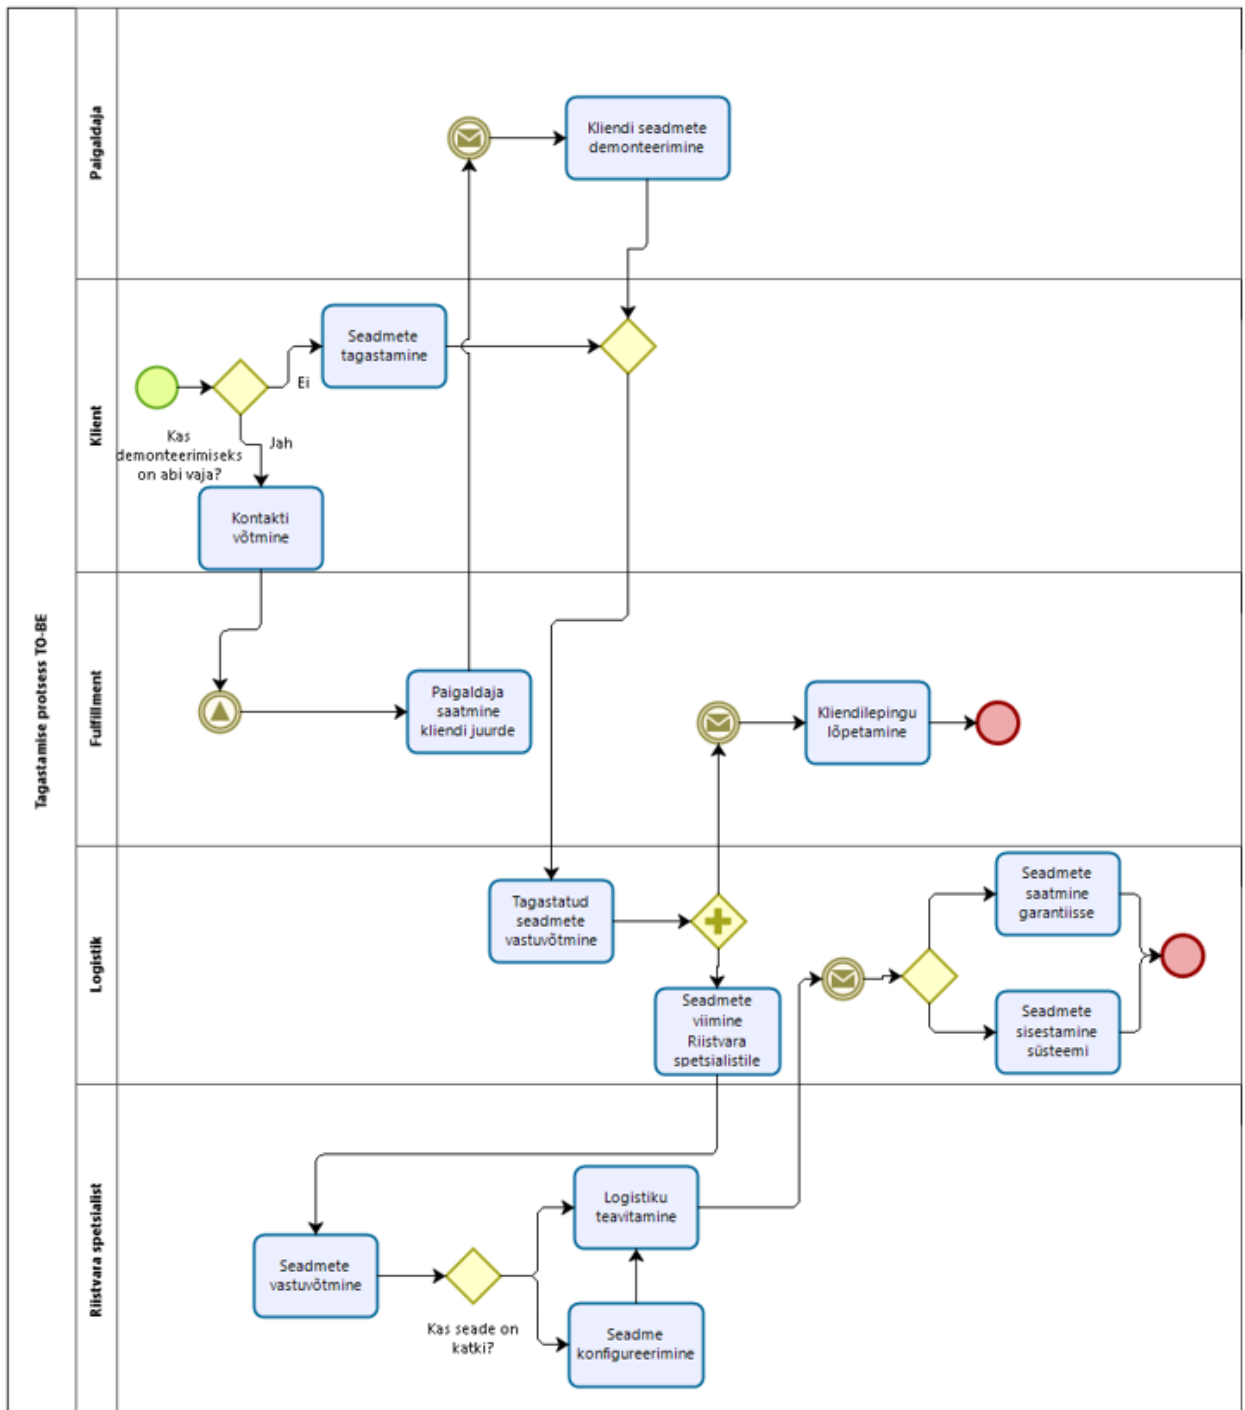 Tagastamise protsess TO-BE
Paigaldaja
Kliendi seadmete
demonteerimine
Klient
Seadmete
tagastamine
Ei
Kas
demonteerimiseks
on abi vaja?
Jah
Kontakti
võtmine
Fulfillment
Paigaldaja
saatmine
kliendi juurde
Kliendilepingu
lõpetamine
Logistik
Tagastatud
seadmete
vastuvõtmine
Seadmete
viimine
Riistvara
spetsialistile
Seadmete
saatmine
garantiisse
Seadmete
sisestamine
süsteemi
Riistvara spetsialist
Seadmete
vastuvõtmine
Kas seade on
katki?
Logistiku
teavitamine
Seadme
konfigureerimine